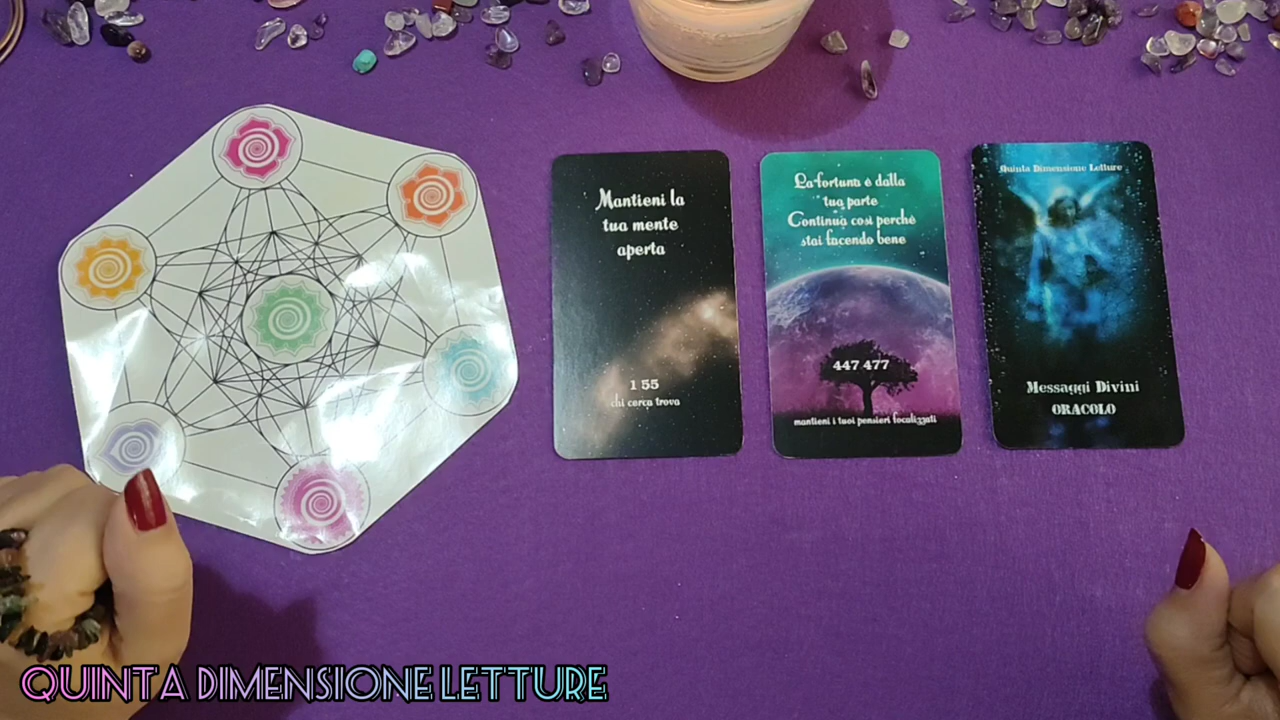 Mantieni la
tua mente
aperta
1 55
chi cerca trova
La fortuna è dalla
tua parte
Continua così perchè
stai facendo bene
447 477
mantieni i tuoi pensieri focalizzati
Quinta Dimensione Letture
Messaggi Divini
ORACOLO
QUINTA DIMENSIONE LETTURE